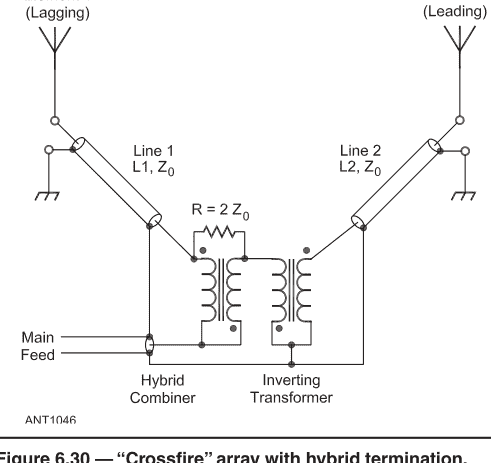 (Lagging)
(Leading)
Line 1
L1, Z0
Line 2
L2, Z0
R = 2 Z0
Main
Feed
Hybrid
Combiner
Inverting
Transformer
ANT1046
Figure 6.30 — “Crossfire” array with hybrid termination.